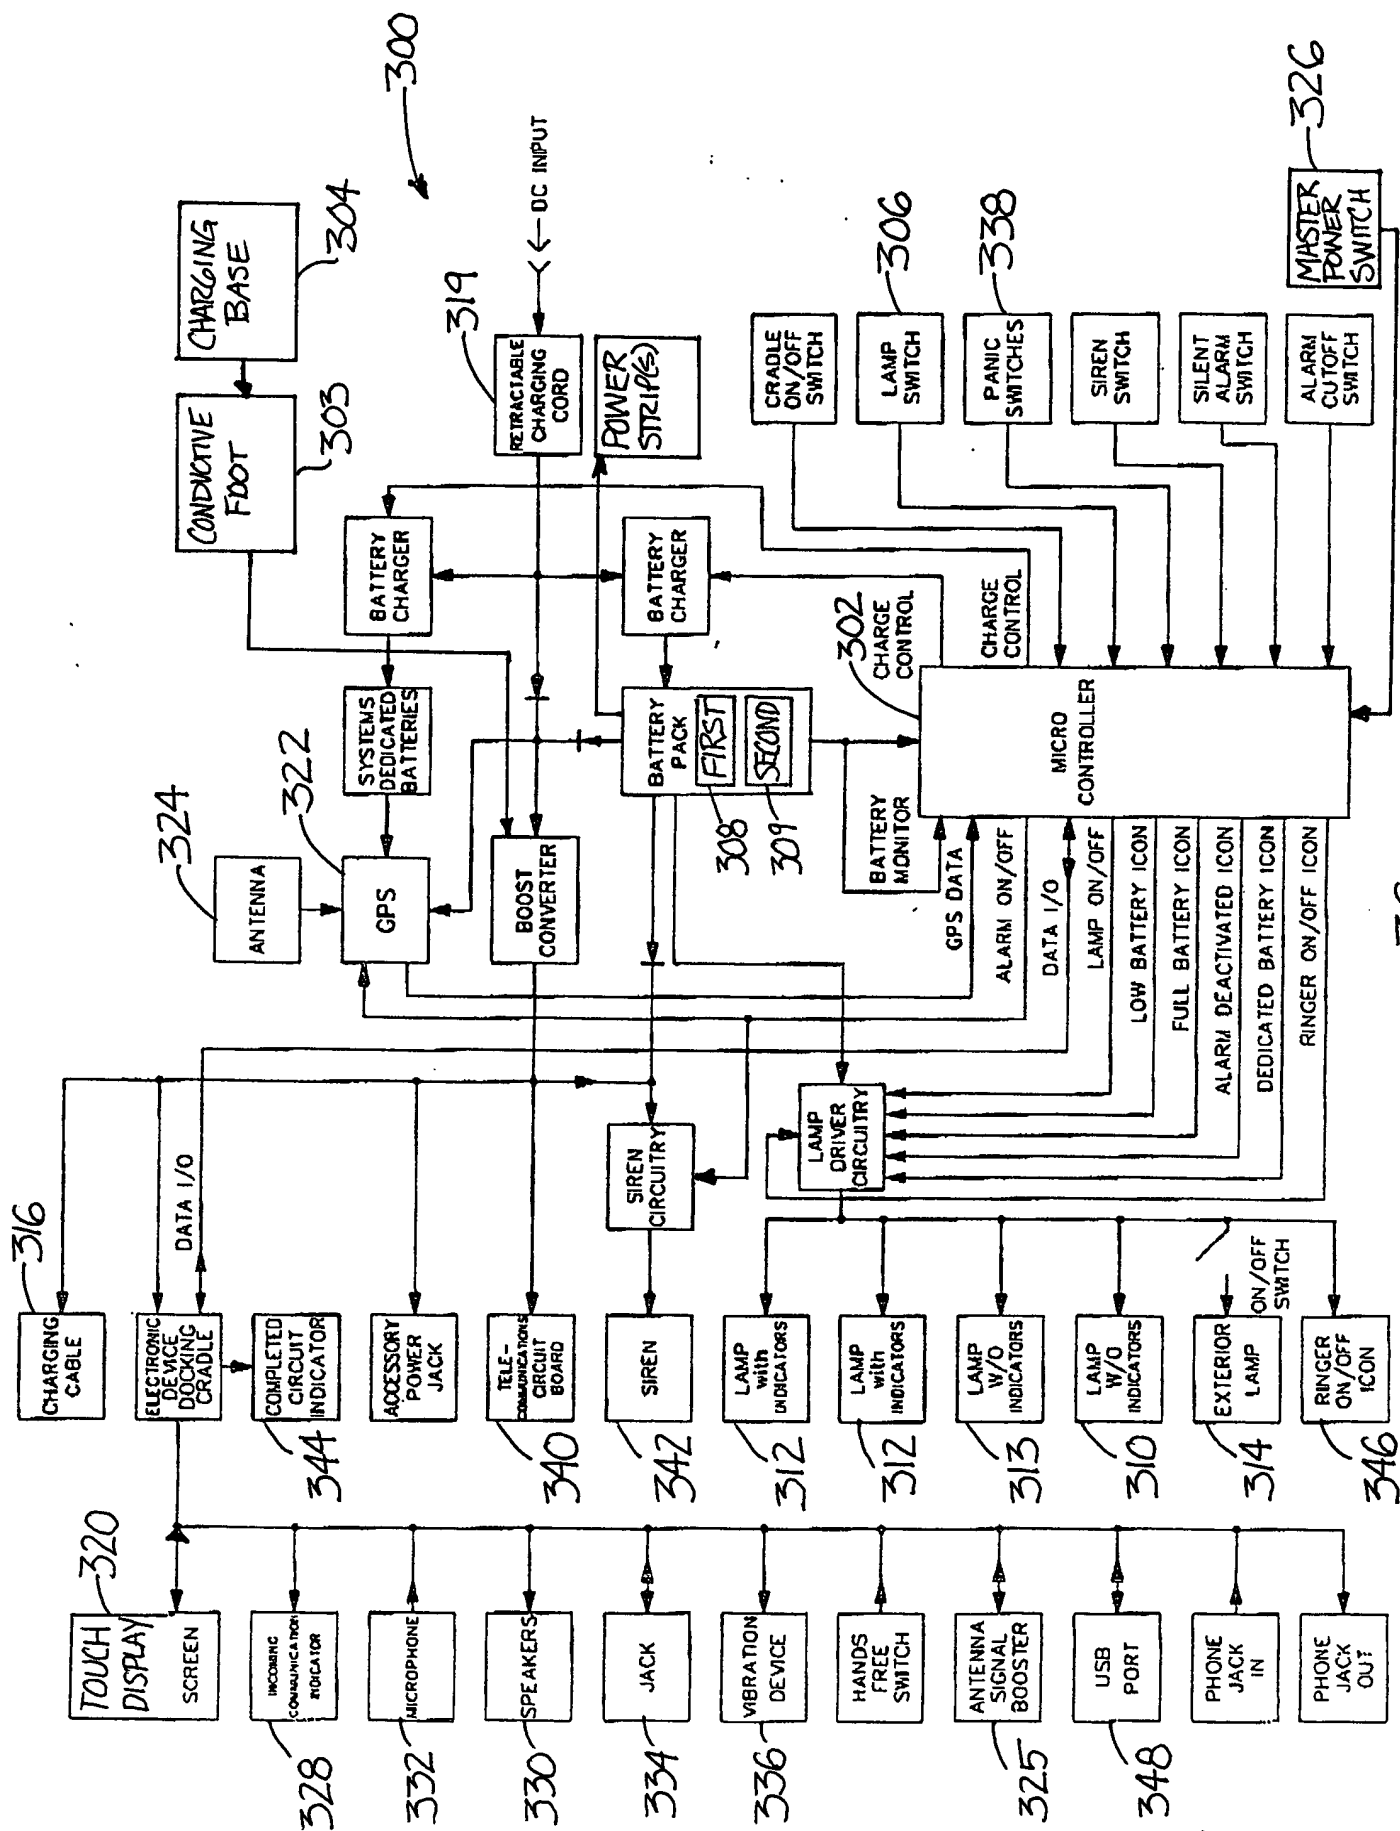 300
CHARGING
BASE
304
CONDUCTIVE
FOOT
303
RETRACTABLE
CHARGING
CORD
319
DC INPUT
POWER
STRIP(S)
BATTERY
CHARGER
BATTERY
CHARGER
SYSTEMS
DEDICATED
BATTERIES
ANTENNA
324
GPS
322
BOOST
CONVERTER
BATTERY
PACK
FIRST
SECOND
308
309
CRADLE
ON/OFF
SWITCH
LAMP
SWITCH
306
PANIC
SWITCHES
338
SIREN
SWITCH
SILENT
ALARM
SWITCH
ALARM
CUTOFF
SWITCH
MASTER
POWER
SWITCH
326
302
CHARGE
CONTROL
CHARGE
CONTROL
MICRO
CONTROLLER
BATTERY
MONITOR
GPS DATA
ALARM ON/OFF
DATA I/O
LAMP ON/OFF
LOW BATTERY ICON
FULL BATTERY ICON
ALARM DEACTIVATED ICON
DEDICATED BATTERY ICON
RINGER ON/OFF ICON
DATA I/O
SIREN
CIRCUITRY
LAMP
DRIVER
CIRCUITRY
CHARGING
CABLE
316
ELECTRONIC
DEVICE
DOCKING
CRADLE
COMPLETED
CIRCUIT
INDICATOR
344
ACCESSORY
POWER
JACK
TELE-
COMMUNICATIONS
CIRCUIT
BOARD
340
SIREN
342
LAMP
with
INDICATORS
312
LAMP
with
INDICATORS
312
LAMP
W/O
INDICATORS
313
LAMP
W/O
INDICATORS
310
EXTERIOR
LAMP
314
ON/OFF
SWITCH
RINGER
ON/OFF
ICON
346
TOUCH
DISPLAY
SCREEN
320
INCOMING
COMMUNICATION
INDICATOR
328
MICROPHONE
332
SPEAKERS
330
JACK
334
VIBRATION
DEVICE
336
HANDS
FREE
SWITCH
ANTENNA
SIGNAL
BOOSTER
325
USB
PORT
348
PHONE
JACK
IN
PHONE
JACK
OUT